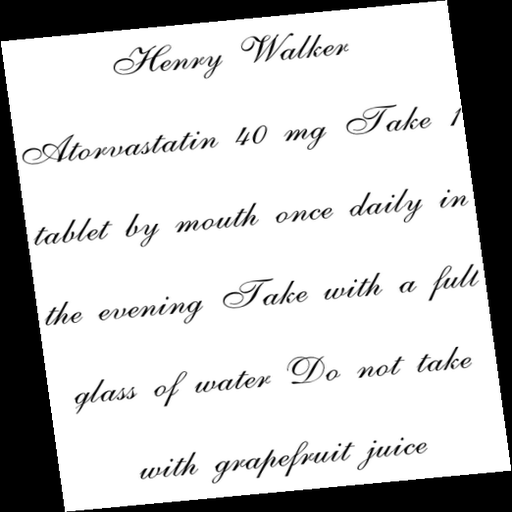 Henry Walker
Atorvastatin 40 mg Take 1
tablet by mouth once daily in
the evening Take with a full
glass of water Do not take
with grapefruit juice